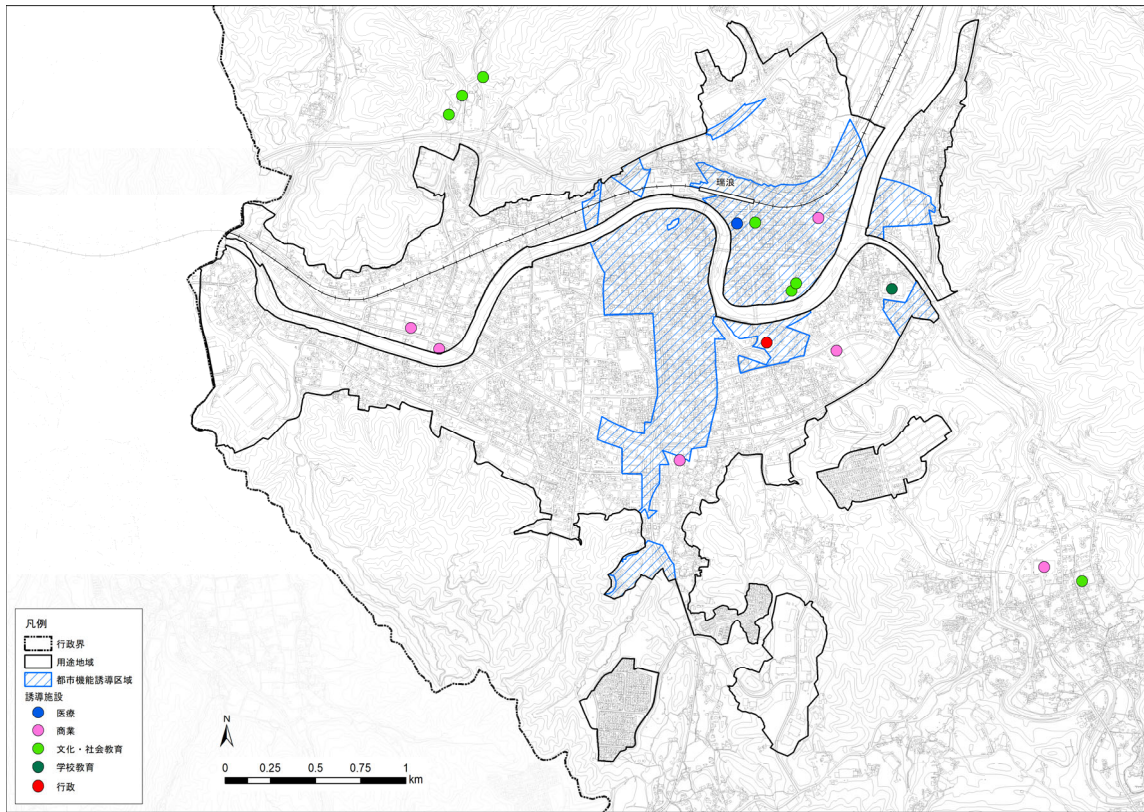 瑞浪
凡例
行政界
用途地域
都市機能誘導区域
誘導施設
医療
商業
文化・社会教育
学校教育
行政
N
0 0.25 0.5 0.75 1
km